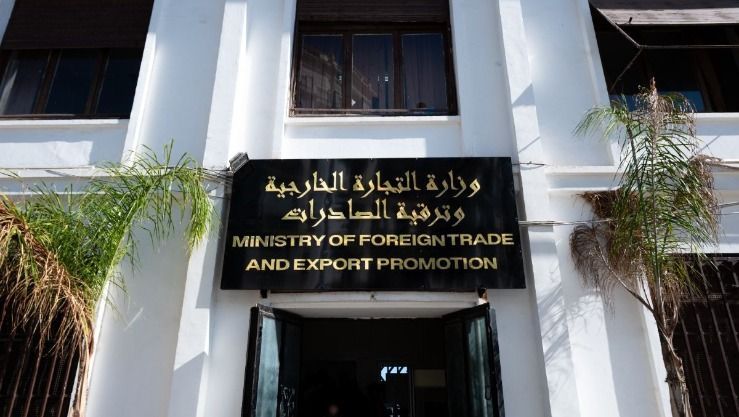 وزارة التجارة الخارجية
وترقية الصادرات
MINISTRY OF FOREIGN TRADE
AND EXPORT PROMOTION